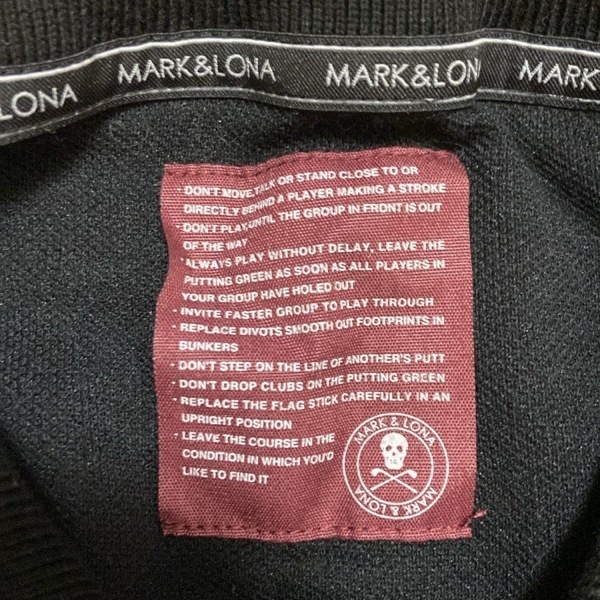 &LONA MARK&LONA MARK&LONA MARK&
· DON'T MOVE,TALK OR STAND CLOSE TO OR
DIRECTLY BEHIND A PLAYER MAKING A STROKE
· DON'T PLAY,UNTIL THE GROUP IN FRONT IS OUT
OF THE WAY
· ALWAYS PLAY WITHOUT DELAY, LEAVE THE
PUTTING GREEN AS SOON AS ALL PLAYERS IN
YOUR GROUP HAVE HOLED OUT
· INVITE FASTER GROUP TO PLAY THROUGH
· REPLACE DIVOTS SMOOTH OUT FOOTPRINTS IN
BUNKERS
· DON'T STEP ON THE LINE OF ANOTHER'S PUTT
· DON'T DROP CLUBS ON THE PUTTING GREEN
· REPLACE THE FLAG STICK CAREFULLY IN AN
UPRIGHT POSITION
· LEAVE THE COURSE IN THE
CONDITION IN WHICH YOU'D
LIKE TO FIND IT
MARK & LONA
MARK & LONA